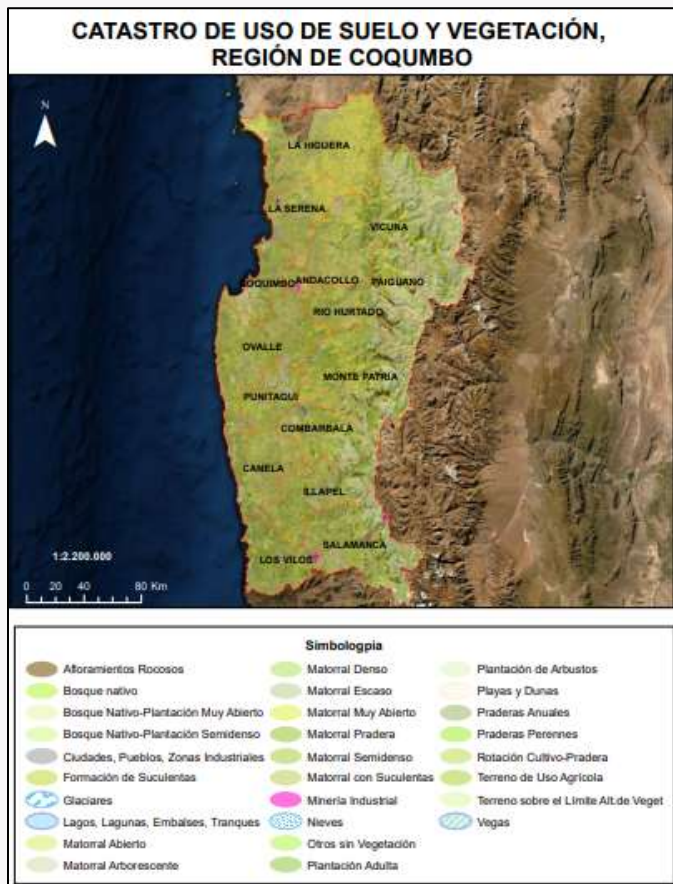 CATASTRO DE USO DE SUELO Y VEGETACIÓN,
REGIÓN DE COQUMBO
N
LA HIGUERA
LA SERENA
VICUNA
COQUIMBO
ANDACOLLO
PAIGUANO
RIO HURTADO
OVALLE
MONTE PATRIA
PUNITAQUI
COMBARBALA
CANELA
ILLAPEL
SALAMANCA
LOS VILOS
1:2.200.000
0 20 40 80 Km
Simbologpia
Afloramientos Rocosos
Bosque nativo
Bosque Nativo-Plantación Muy Abierto
Bosque Nativo-Plantación Semidenso
Ciudades, Pueblos, Zonas Industriales
Formación de Suculentas
Glaciares
Lagos, Lagunas, Embalses, Tranques
Matorral Abierto
Matorral Arborescente
Matorral Denso
Matorral Escaso
Matorral Muy Abierto
Matorral Pradera
Matorral Semidenso
Matorral con Suculentas
Minería Industrial
Nieves
Otros sin Vegetación
Plantación Adulta
Plantación de Arbustos
Playas y Dunas
Praderas Anuales
Praderas Perennes
Rotación Cultivo-Pradera
Terreno de Uso Agrícola
Terreno sobre el Límite Alt.de Veget
Vegas